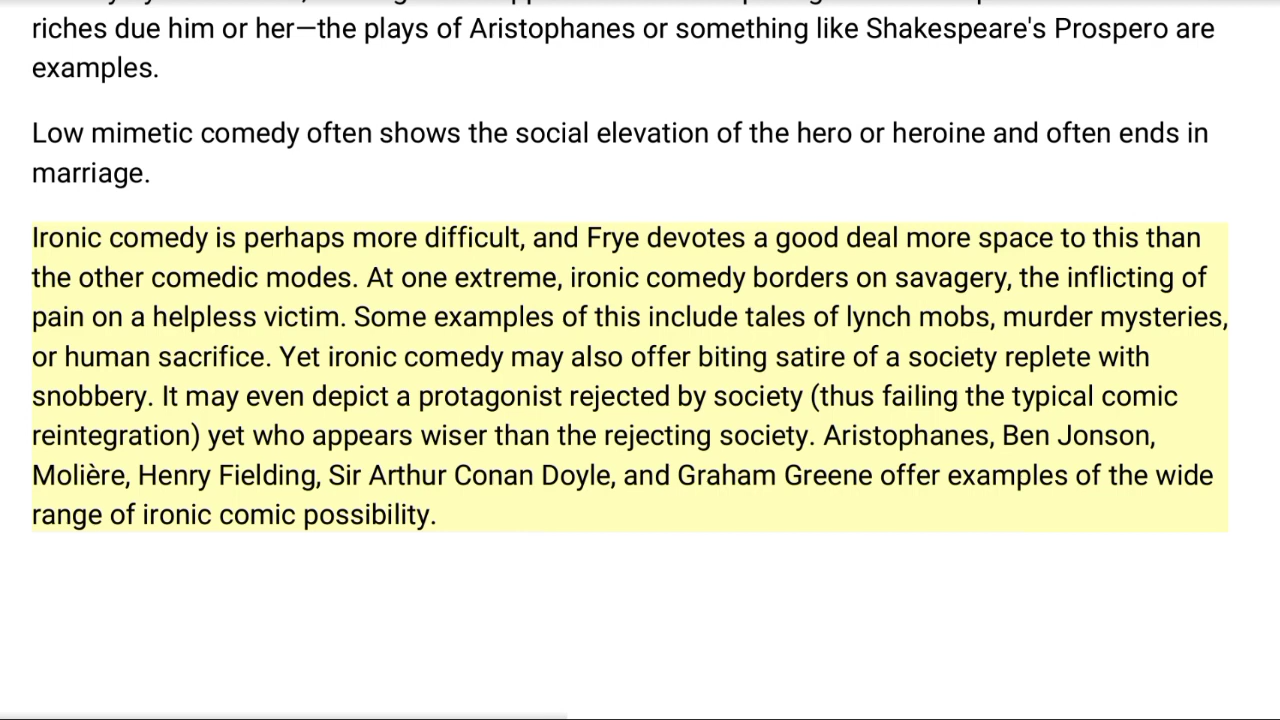 riches due him or her—the plays of Aristophanes or something like Shakespeare's Prospero are
examples.
Low mimetic comedy often shows the social elevation of the hero or heroine and often ends in
marriage.
Ironic comedy is perhaps more difficult, and Frye devotes a good deal more space to this than
the other comedic modes. At one extreme, ironic comedy borders on savagery, the inflicting of
pain on a helpless victim. Some examples of this include tales of lynch mobs, murder mysteries,
or human sacrifice. Yet ironic comedy may also offer biting satire of a society replete with
snobbery. It may even depict a protagonist rejected by society (thus failing the typical comic
reintegration) yet who appears wiser than the rejecting society. Aristophanes, Ben Jonson,
Molière, Henry Fielding, Sir Arthur Conan Doyle, and Graham Greene offer examples of the wide
range of ironic comic possibility.